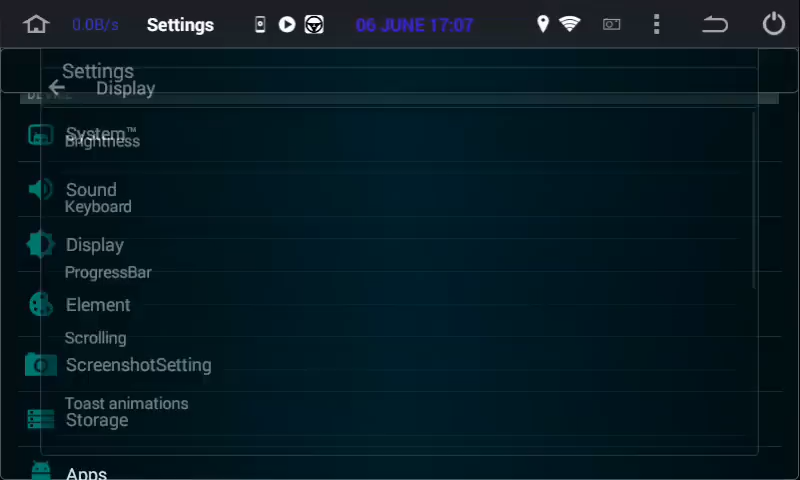 0.0B/s Settings 06 JUNE 17:07
Settings
Display
DEVICE
System™
Brightness
Sound
Keyboard
Display
ProgressBar
Element
Scrolling
ScreenshotSetting
Toast animations
Storage
Apps